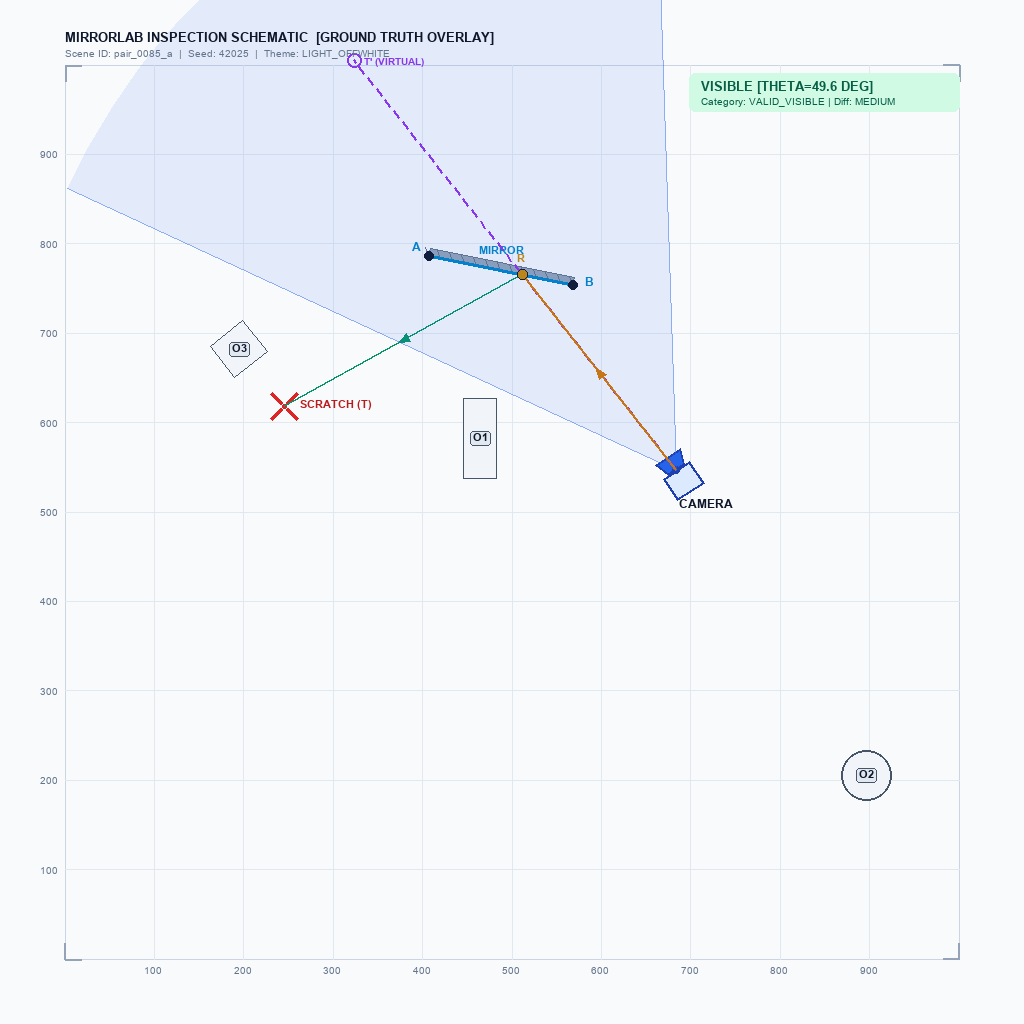 MIRRORLAB INSPECTION SCHEMATIC [GROUND TRUTH OVERLAY]
Scene ID: pair_0085_a | Seed: 42025 | Theme: LIGHT_OFFWHITE
T' (VIRTUAL)
VISIBLE [THETA=49.6 DEG]
Category: VALID_VISIBLE | Diff: MEDIUM
900
800
A
MIRROR
R
B
700
O3
SCRATCH (T)
600
O1
CAMERA
500
400
300
200
O2
100
100
200
300
400
500
600
700
800
900